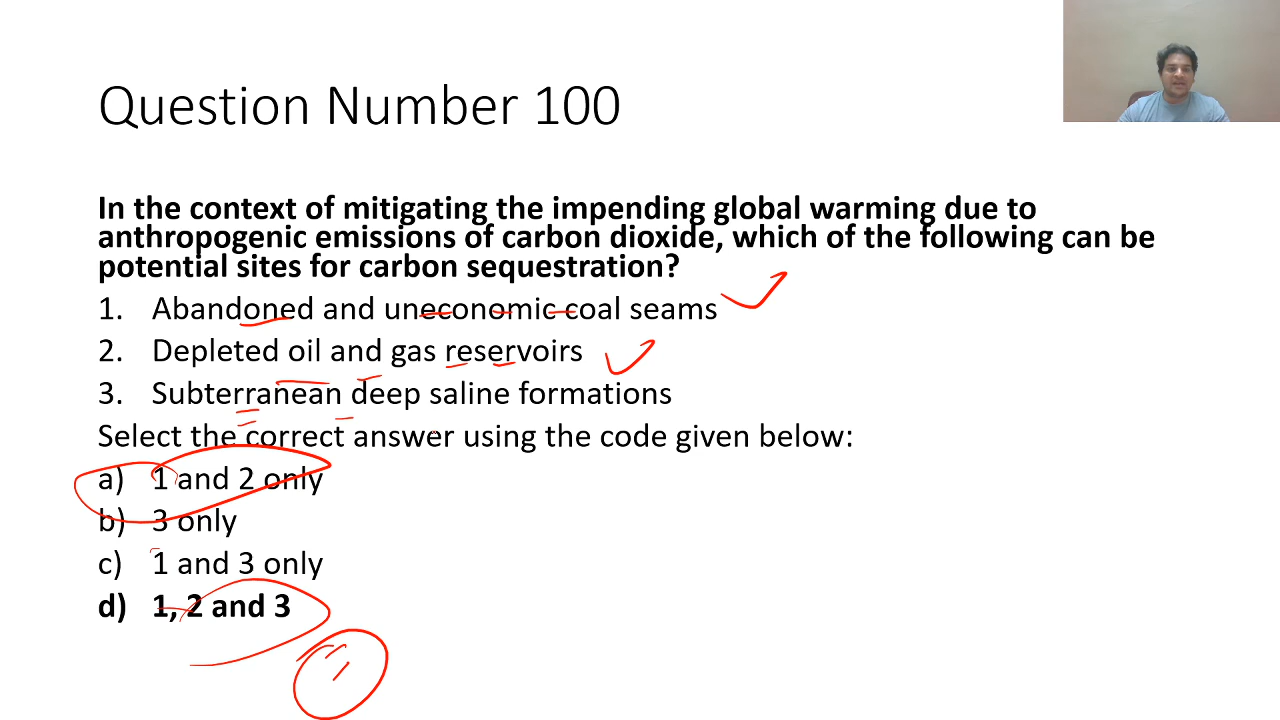 Question Number 100
In the context of mitigating the impending global warming due to
anthropogenic emissions of carbon dioxide, which of the following can be
potential sites for carbon sequestration?
1. Abandoned and uneconomic coal seams
2. Depleted oil and gas reservoirs
3. Subterranean deep saline formations
Select the correct answer using the code given below:
a) 1 and 2 only
b) 3 only
c) 1 and 3 only
d) 1, 2 and 3